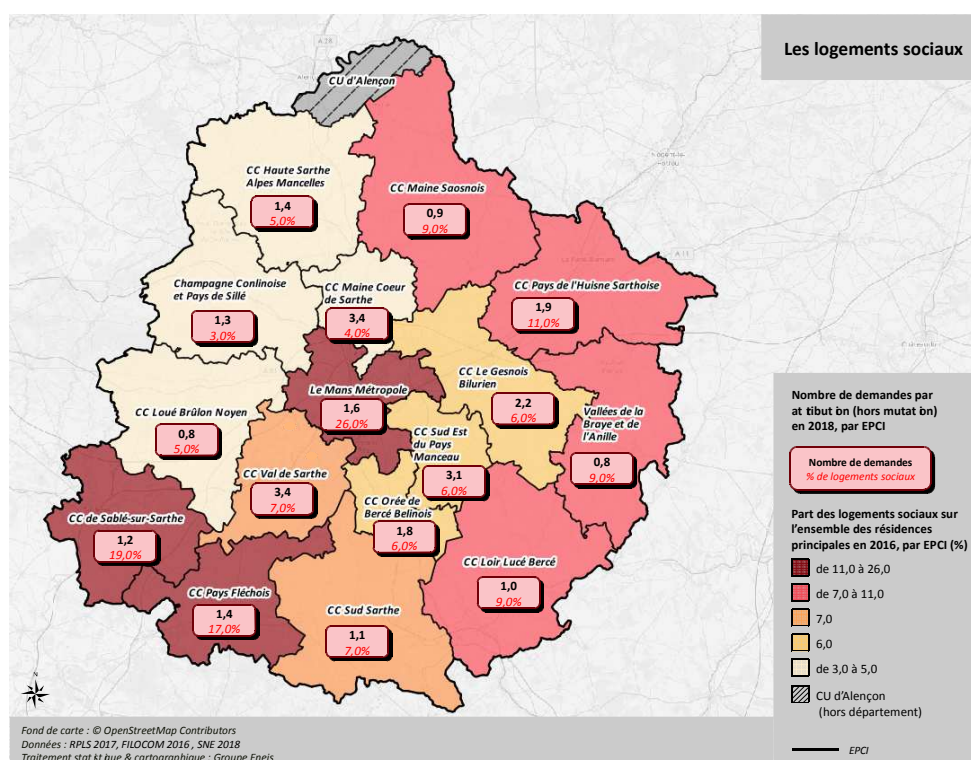 Les logements sociaux
A 28
CU d'Alençon
CC Haute Sarthe
Alpes Mancelles
1,4
5,0%
CC Maine Saosnois
0,9
9,0%
A 11
Champagne Conlinoise
et Pays de Sillé
1,3
3,0%
CC Maine Coeur
de Sarthe
3,4
4,0%
CC Pays de l'Huisne Sarthoise
1,9
11,0%
Le Mans Métropole
1,6
26,0%
CC Le Gesnois
Bilurien
2,2
6,0%
CC Loué Brûlon Noyen
0,8
5,0%
CC Sud Est
du Pays
Manceau
3,1
6,0%
Vallées de la
Braye et de
l'Anille
0,8
9,0%
CC Val de Sarthe
3,4
7,0%
CC Orée de
Bercé Belinois
1,8
6,0%
CC de Sablé-sur-Sarthe
1,2
19,0%
CC Loir Lucé Bercé
1,0
9,0%
CC Pays Fléchois
1,4
17,0%
CC Sud Sarthe
1,1
7,0%
Nombre de demandes par
at tibut ön (hors mutat ön)
en 2018, par EPCI
Nombre de demandes
% de logements sociaux
Part des logements sociaux sur
l'ensemble des résidences
principales en 2016, par EPCI (%)
de 11,0 à 26,0
de 7,0 à 11,0
7,0
6,0
de 3,0 à 5,0
CU d'Alençon
(hors département)
EPCI
N
Fond de carte : © OpenStreetMap Contributors
Données : RPLS 2017, FILOCOM 2016 , SNE 2018